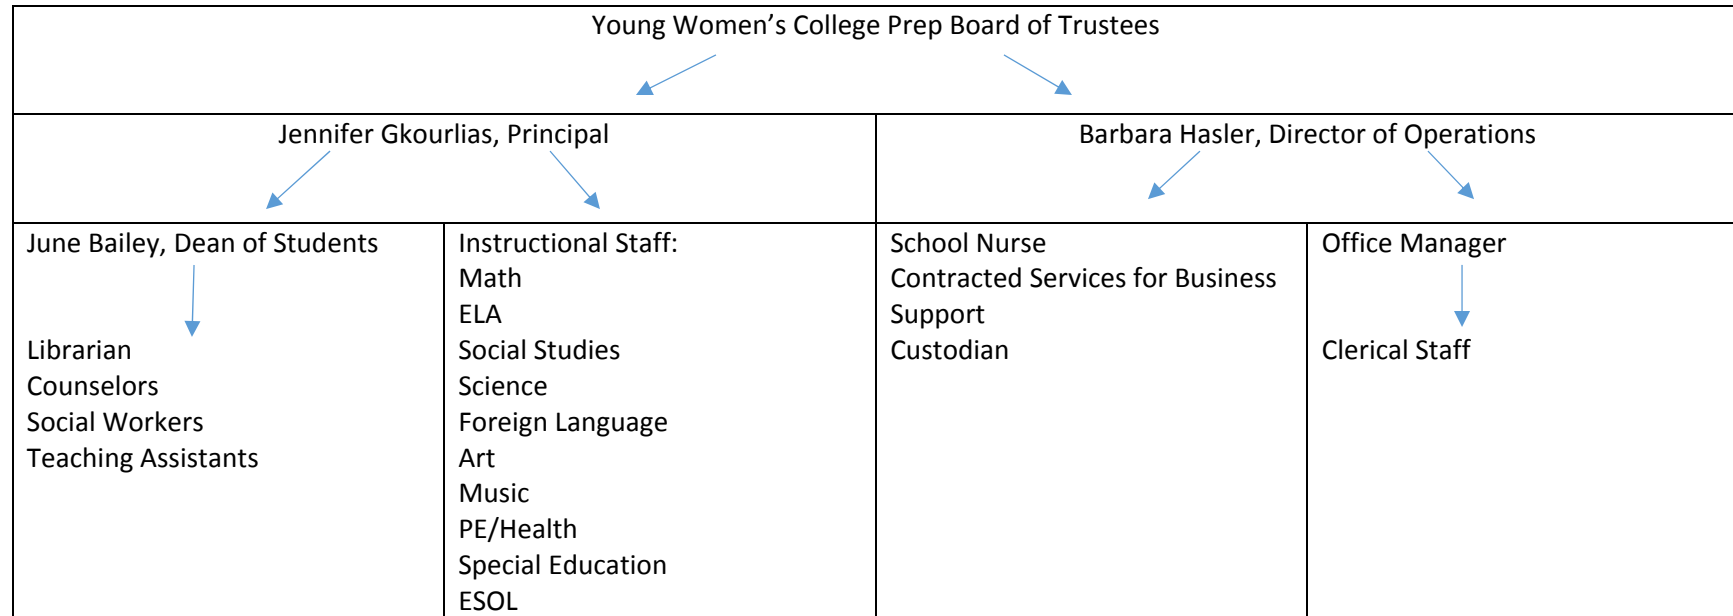 Young Women’s College Prep Board of Trustees
Jennifer Gkourlias, Principal
Barbara Hasler, Director of Operations
June Bailey, Dean of Students
Librarian
Counselors
Social Workers
Teaching Assistants
Instructional Staff:
Math
ELA
Social Studies
Science
Foreign Language
Art
Music
PE/Health
Special Education
ESOL
School Nurse
Contracted Services for Business
Support
Custodian
Office Manager
Clerical Staff